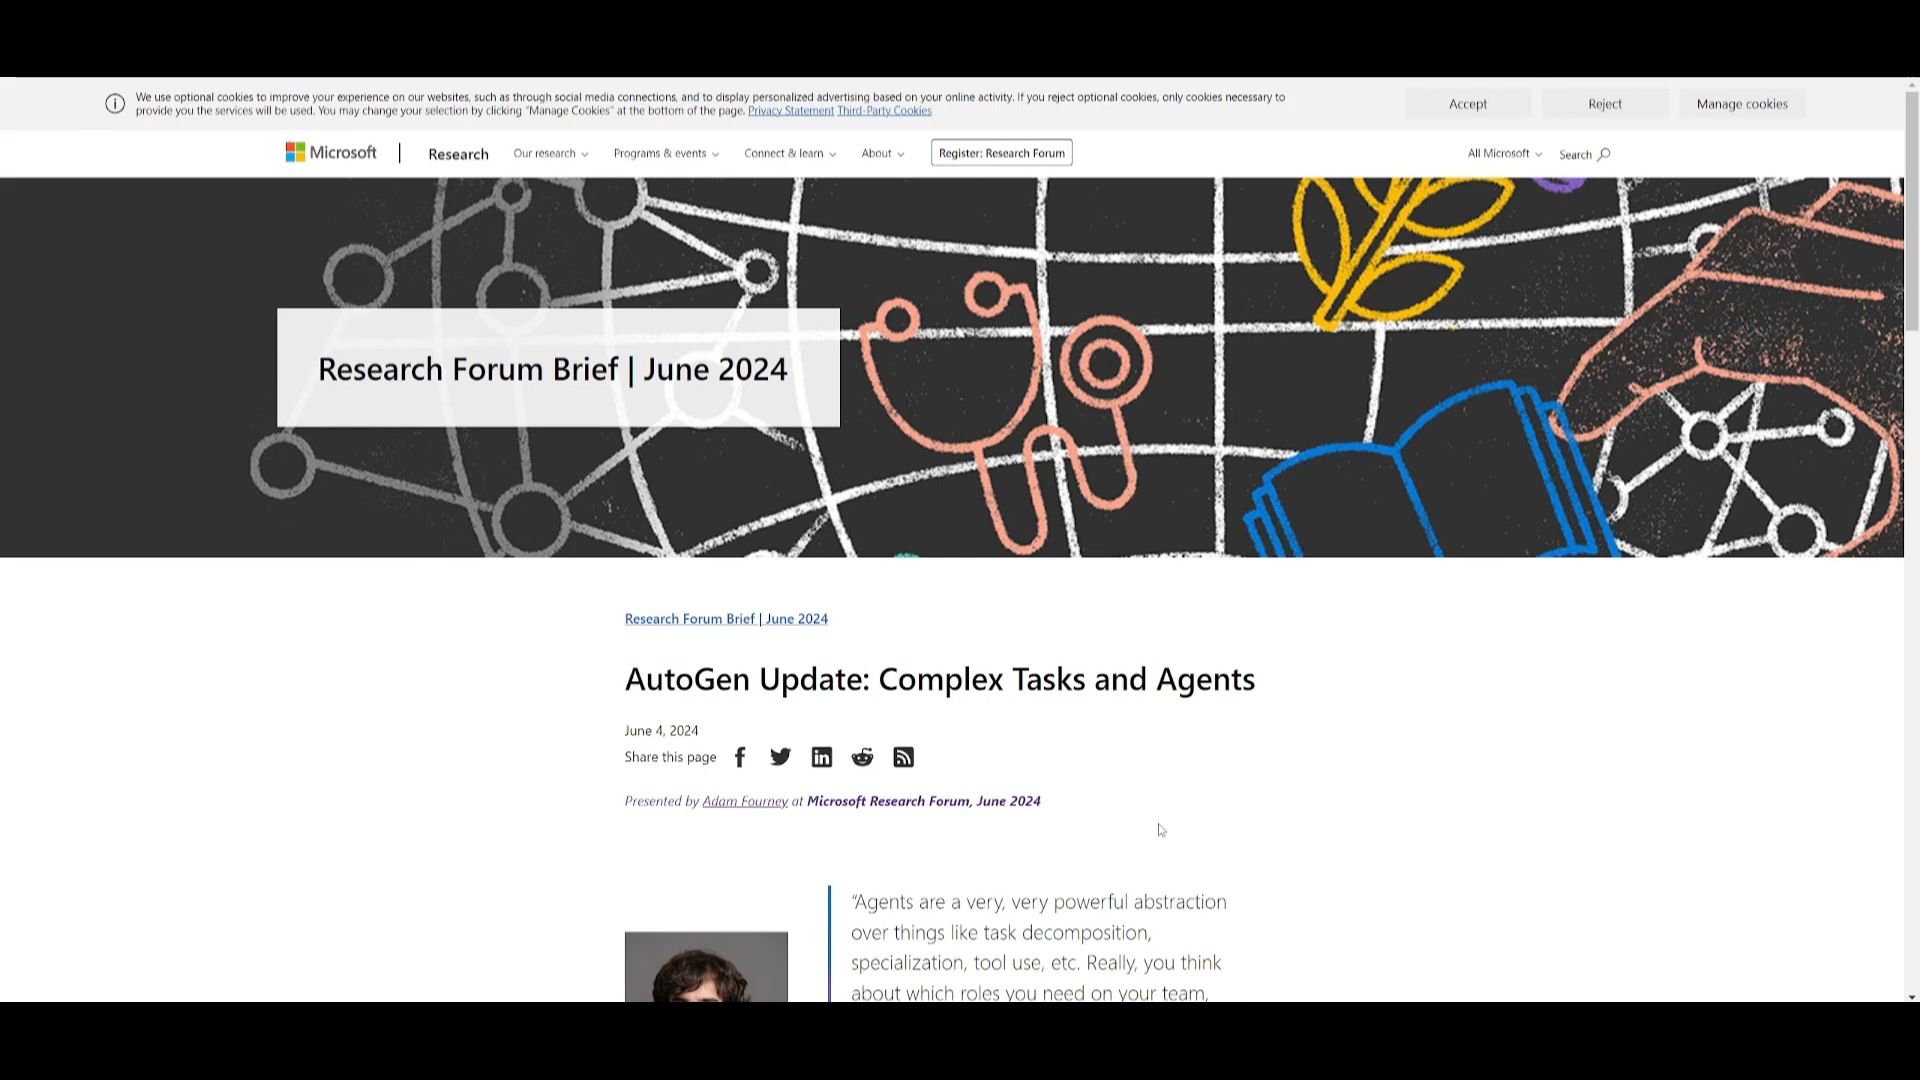 We use optional cookies to improve your experience on our websites, such as through social media connections, and to display personalized advertising based on your online activity. If you reject optional cookies, only cookies necessary to
provide you the services will be used. You may change your selection by clicking "Manage Cookies" at the bottom of the page. Privacy Statement Third-Party Cookies
Accept
Reject
Manage cookies
Microsoft
Research
Our research
Programs & events
Connect & learn
About
Register: Research Forum
All Microsoft
Search
Research Forum Brief | June 2024
Research Forum Brief | June 2024
AutoGen Update: Complex Tasks and Agents
June 4, 2024
Share this page
Presented by Adam Fourney at Microsoft Research Forum, June 2024
“Agents are a very, very powerful abstraction
over things like task decomposition,
specialization, tool use, etc. Really, you think
about which roles you need on your team,